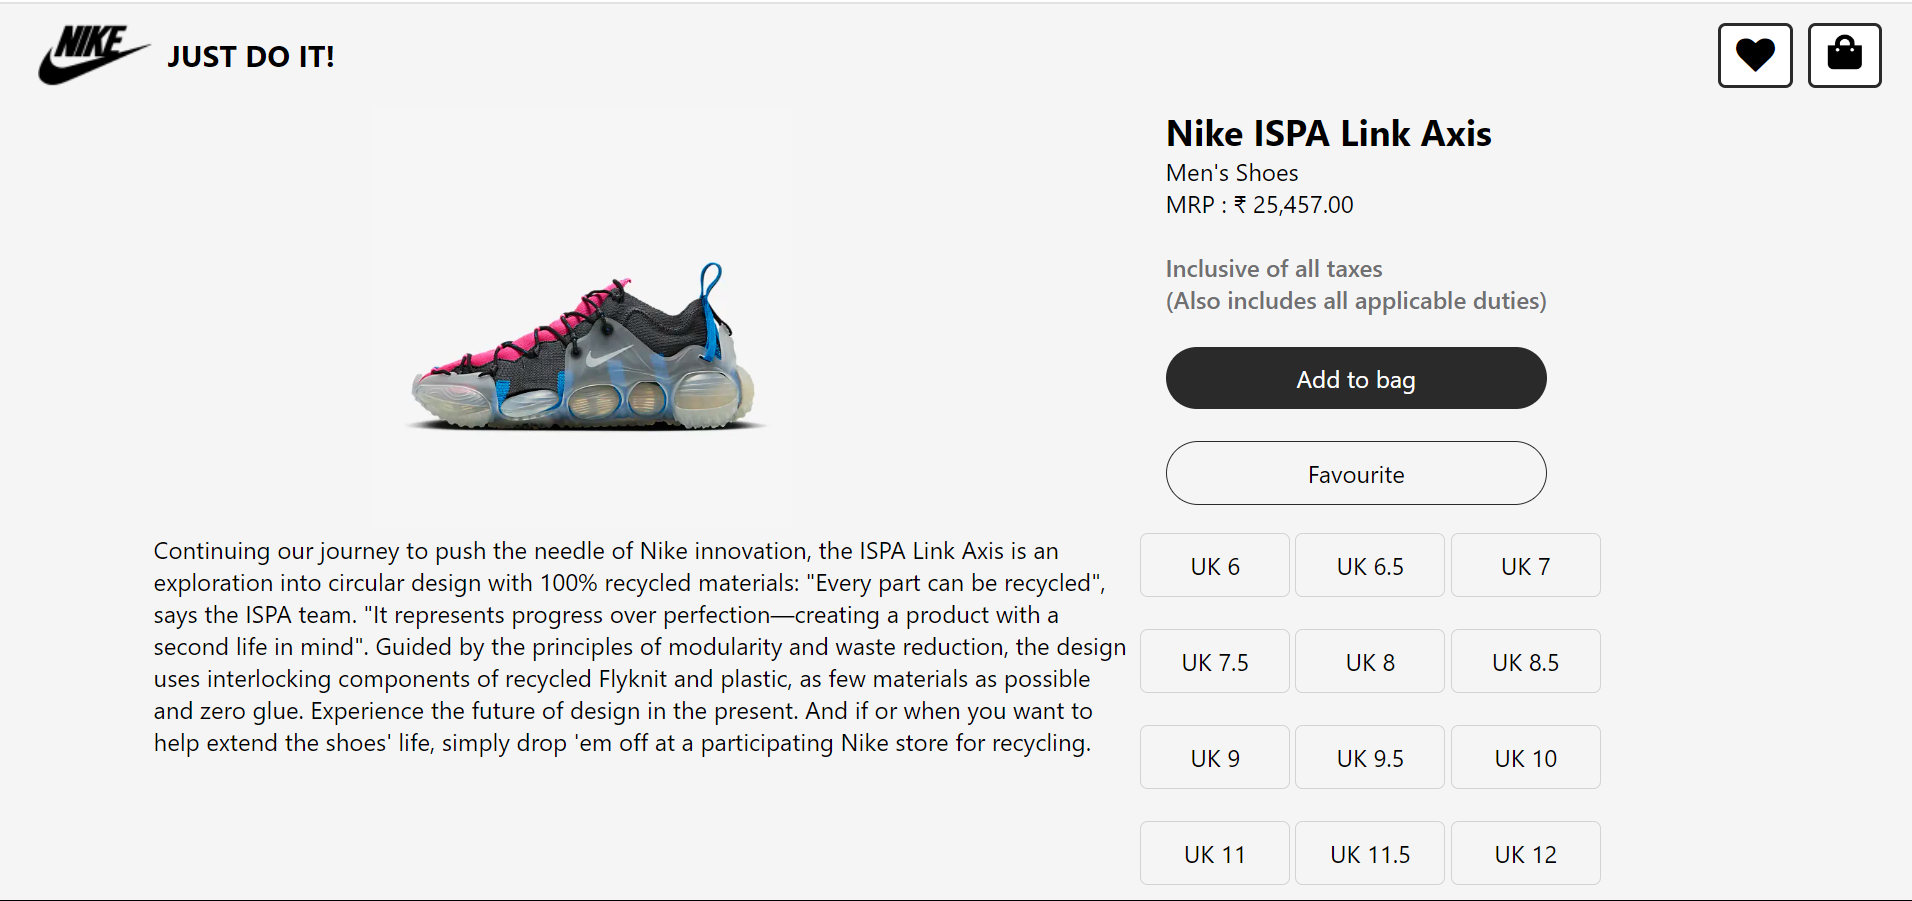 NIKE
JUST DO IT!
Nike ISPA Link Axis
Men's Shoes
MRP : ₹ 25,457.00
Inclusive of all taxes
(Also includes all applicable duties)
Add to bag
Favourite
Continuing our journey to push the needle of Nike innovation, the ISPA Link Axis is an
exploration into circular design with 100% recycled materials: "Every part can be recycled",
says the ISPA team. "It represents progress over perfection—creating a product with a
second life in mind". Guided by the principles of modularity and waste reduction, the design
uses interlocking components of recycled Flyknit and plastic, as few materials as possible
and zero glue. Experience the future of design in the present. And if or when you want to
help extend the shoes' life, simply drop 'em off at a participating Nike store for recycling.
UK 6
UK 6.5
UK 7
UK 7.5
UK 8
UK 8.5
UK 9
UK 9.5
UK 10
UK 11
UK 11.5
UK 12